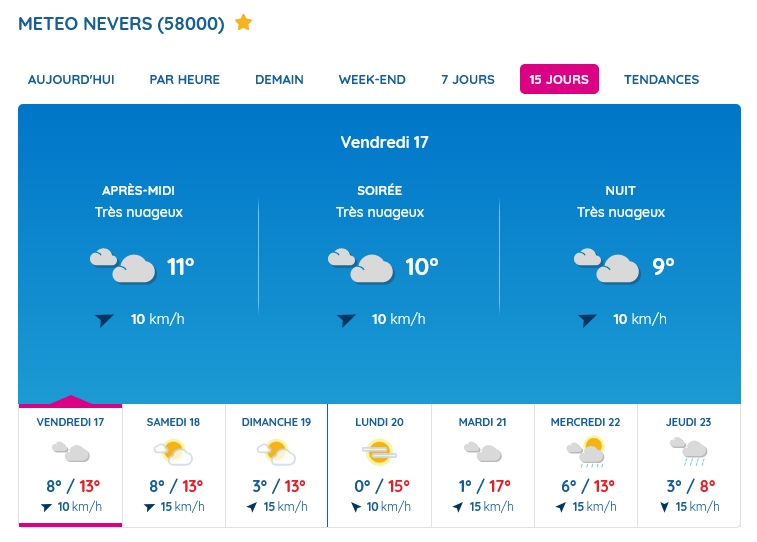 METEO NEVERS (58000)
AUJOURD'HUI PAR HEURE DEMAIN WEEK-END 7 JOURS 15 JOURS TENDANCES
Vendredi 17
APRÈS-MIDI SOIRÉE NUIT
Très nuageux Très nuageux Très nuageux
11° 10° 9°
10 km/h 10 km/h 10 km/h
VENDREDI 17 SAMEDI 18 DIMANCHE 19 LUNDI 20 MARDI 21 MERCREDI 22 JEUDI 23
8° / 13° 8° / 13° 3° / 13° 0° / 15° 1° / 17° 6° / 13° 3° / 8°
10 km/h 15 km/h 15 km/h 10 km/h 15 km/h 15 km/h 15 km/h